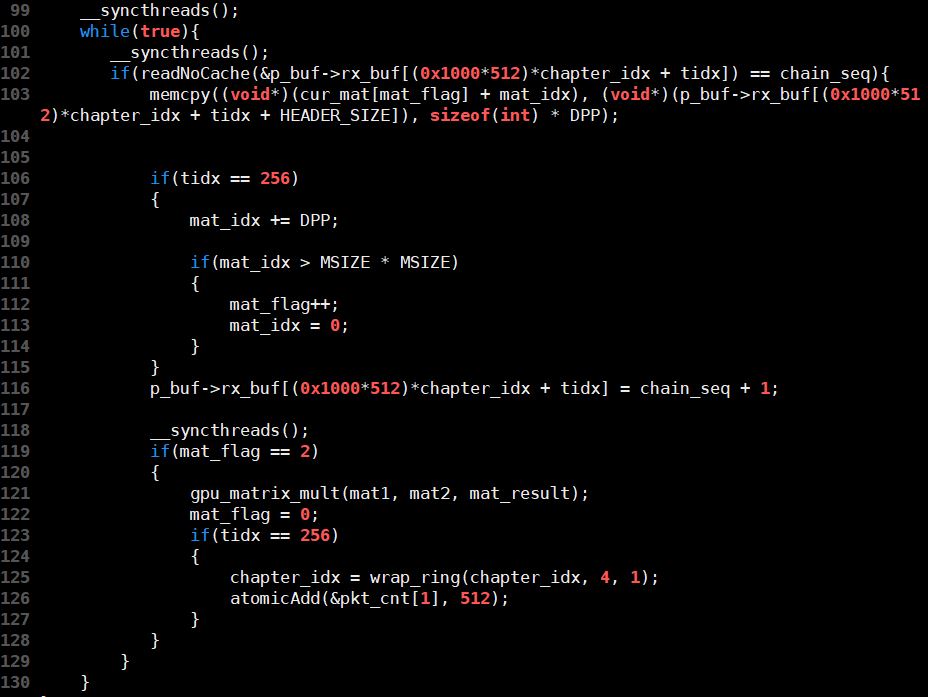 99     __syncthreads();
100     while(true){
101        __syncthreads();
102        if(readNoCache(&p_buf->rx_buf[(0x1000*512)*chapter_idx + tidx]) == chain_seq){
103            memcpy((void*)(cur_mat[mat_flag] + mat_idx), (void*)(p_buf->rx_buf[(0x1000*51
2)*chapter_idx + tidx + HEADER_SIZE]), sizeof(int) * DPP);
104
105
106            if(tidx == 256)
107            {
108                mat_idx += DPP;
109
110                if(mat_idx > MSIZE * MSIZE)
111                {
112                    mat_flag++;
113                    mat_idx = 0;
114                }
115            }
116            p_buf->rx_buf[(0x1000*512)*chapter_idx + tidx] = chain_seq + 1;
117
118            __syncthreads();
119            if(mat_flag == 2)
120            {
121                gpu_matrix_mult(mat1, mat2, mat_result);
122                mat_flag = 0;
123                if(tidx == 256)
124                {
125                    chapter_idx = wrap_ring(chapter_idx, 4, 1);
126                    atomicAdd(&pkt_cnt[1], 512);
127                }
128            }
129         }
130     }